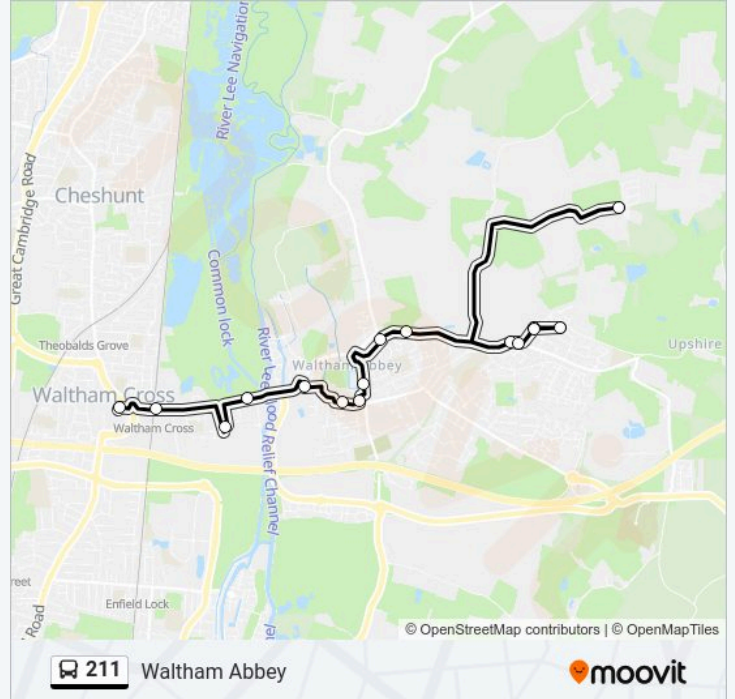 River Lee Navigation
Great Cambridge Road
Cheshunt
Common lock
Theobalds Grove
River Lee Flood Relief Channel
Waltham Abbey
Upshire
Waltham Cross
Waltham Cross
Enfield Lock
Road
© OpenStreetMap contributors | © OpenMapTiles
211 Waltham Abbey
moovit